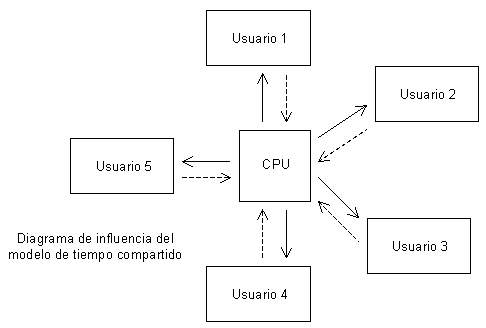 Usuario 1
Usuario 2
CPU
Usuario 5
Usuario 3
Diagrama de influencia del
modelo de tiempo compartido
Usuario 4